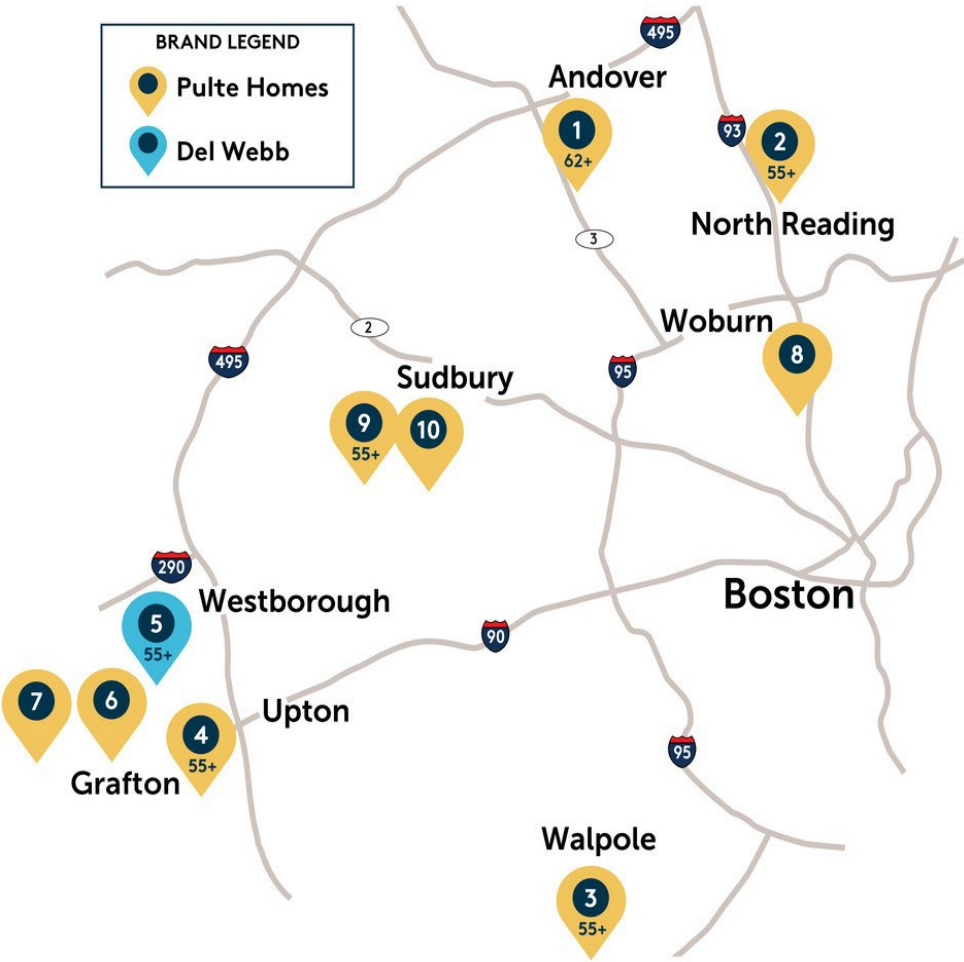 BRAND LEGEND
Pulte Homes
Del Webb
495
Andover
1
62+
93
2
55+
North Reading
3
Woburn
2
8
495
95
Sudbury
9
55+
10
290
Westborough
Boston
5
55+
90
7
6
4
55+
Upton
Grafton
95
Walpole
3
55+